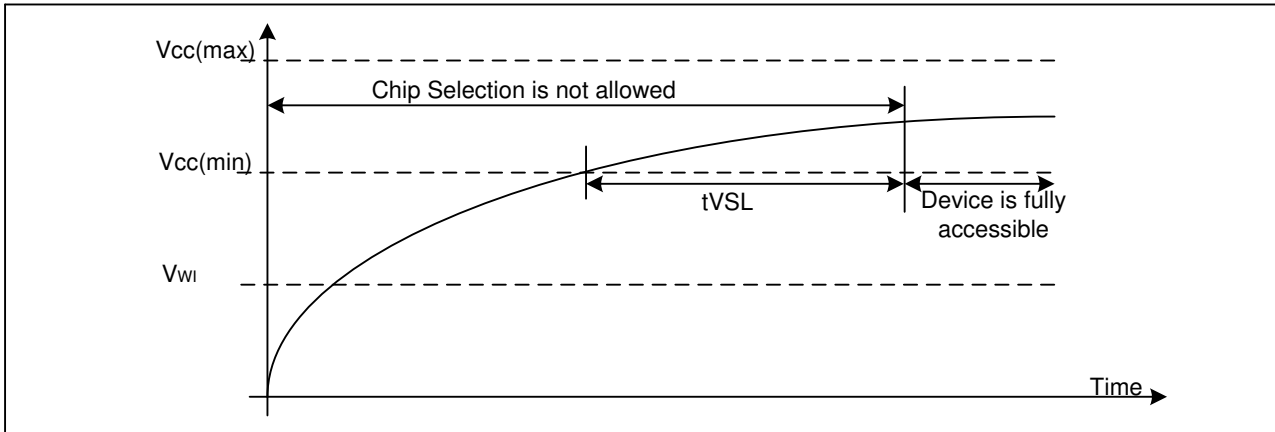 Vcc(max)
Chip Selection is not allowed
Vcc(min)
tVSL
Device is fully
accessible
VWI
Time